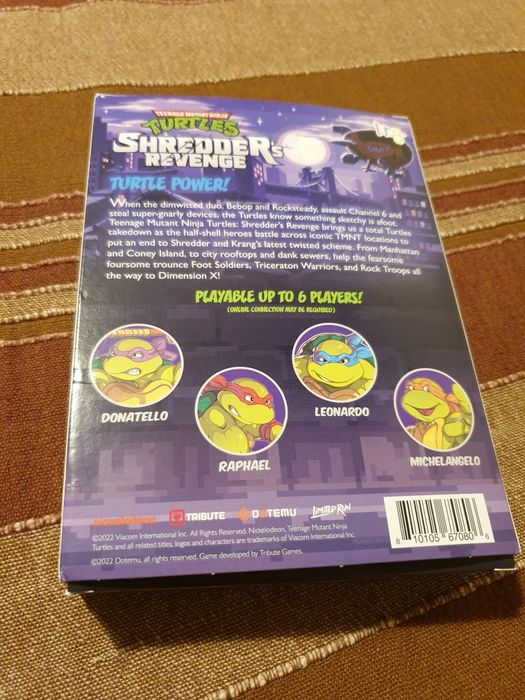 TEENAGE MUTANT NINJA
TURTLES
SHREDDER'S
REVENGE
TURTLE POWER!
When the dimwitted duo, Bebop and Rocksteady, assault Channel 6 and
steal super-gnarly devices, the Turtles know something sketchy is afoot.
Teenage Mutant Ninja Turtles: Shredder's Revenge brings us a total Turtles
takedown as the half-shell heroes battle across iconic TMNT locations to
put an end to Shredder and Krang's latest twisted scheme. From Manhattan
and Coney Island, to city rooftops and dank sewers, help the fearsome
foursome trounce Foot Soldiers, Triceraton Warriors, and Rock Troops all
the way to Dimension X!
PLAYABLE UP TO 6 PLAYERS!
(ONLINE CONNECTION MAY BE REQUIRED)
DONATELLO
LEONARDO
RAPHAEL
MICHELANGELO
nickelodeon TRIBUTE DOTEMU LIMITED RUN
©2022 Viacom International Inc. All Rights Reserved. Nickelodeon, Teenage Mutant Ninja
Turtles and all related titles, logos and characters are trademarks of Viacom International Inc.
©2022 Dotemu, all rights reserved. Game developed by Tribute Games.
8 10105 67080 6